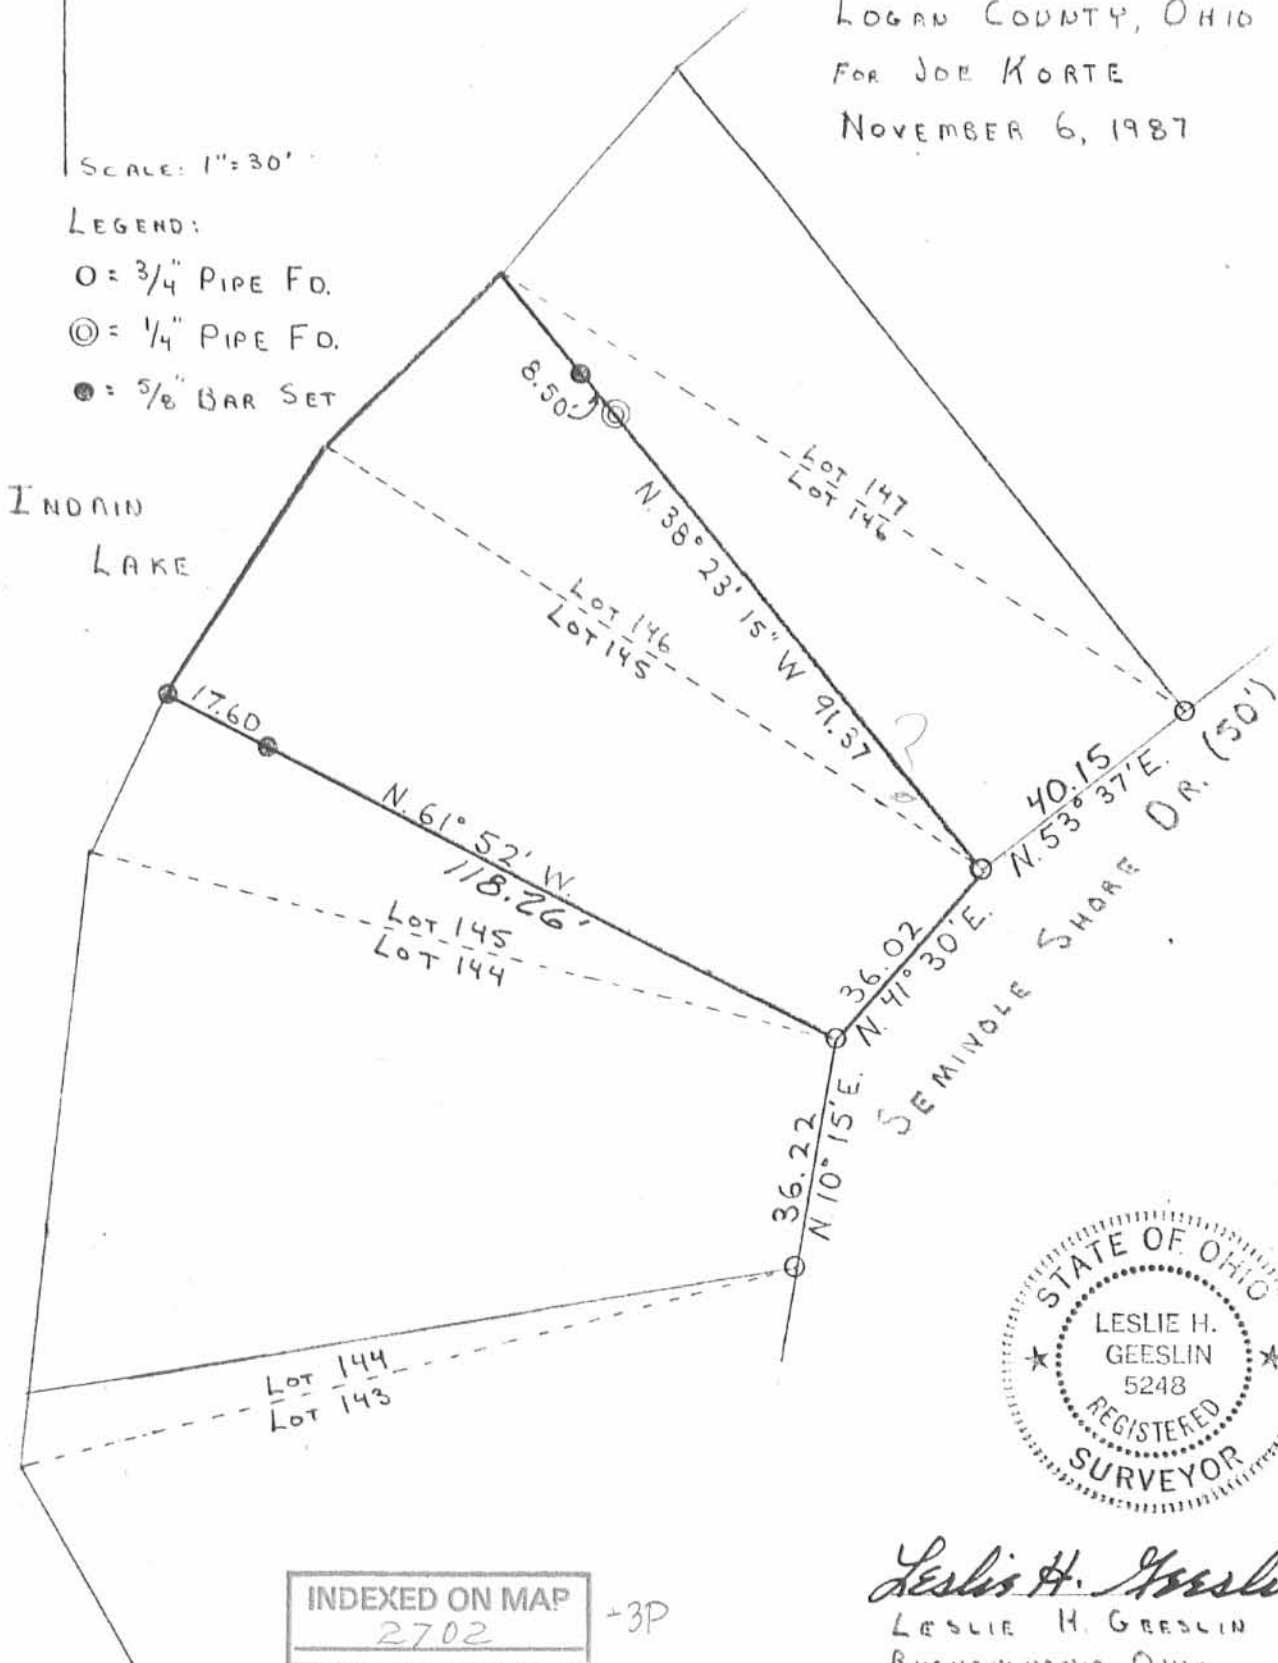 LOGAN COUNTY, OHIO
FOR JOE KORTE
NOVEMBER 6, 1987
SCALE: 1"=30'
LEGEND:
O = 3/4" PIPE FD.
◎ = 1/4" PIPE FD.
● = 5/8" BAR SET
INDAIN
LAKE
8.50'
LOT 147
LOT 146
N. 38° 23' 15" W 91.37
?
LOT 146
LOT 145
17.60
N. 61° 52' W.
118.26'
40.15
N. 53° 37' E.
SEMINOLE SHORE DR. (50')
36.02
N. 41° 30' E.
LOT 145
LOT 144
36.22
N 10° 15' E.
LOT 144
LOT 143
STATE OF OHIO
LESLIE H.
GEESLIN
5248
REGISTERED
SURVEYOR
INDEXED ON MAP
2702
-3P
Leslie H. Geesli
LESLIE H. GEESLIN